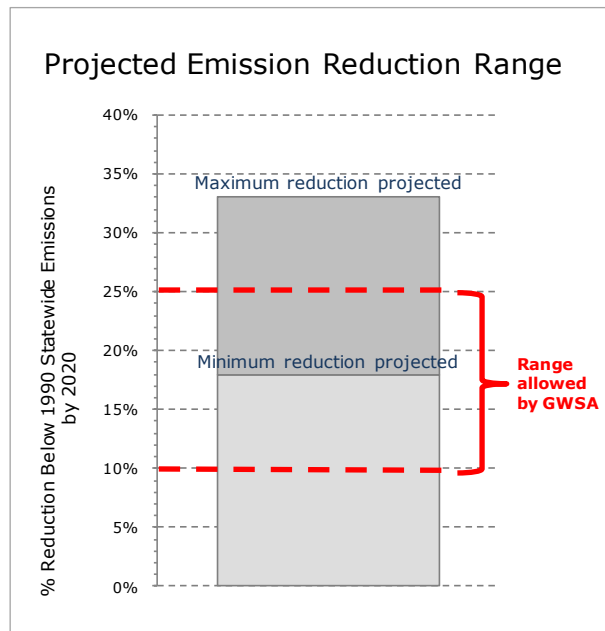 Projected Emission Reduction Range
% Reduction Below 1990 Statewide Emissions
by 2020
40%
35%
30%
25%
20%
15%
10%
5%
0%
Maximum reduction projected
Minimum reduction projected
Range
allowed
by GWSA